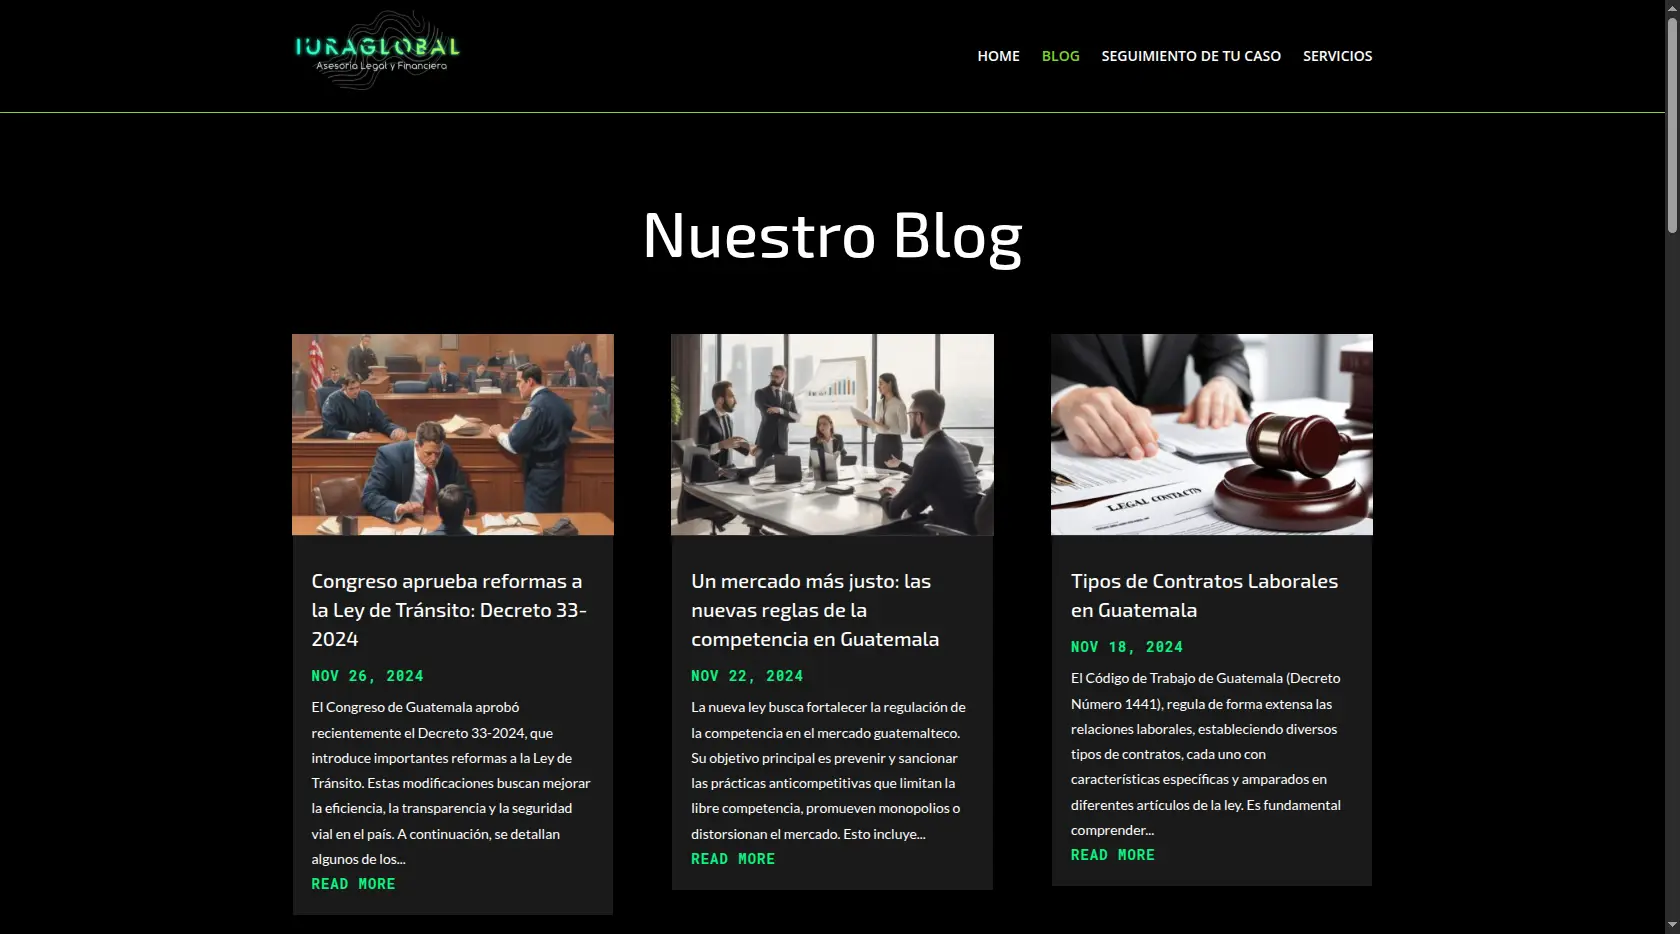 IURAGLOBAL
Asesoría Legal y Financiera
HOME
BLOG
SEGUIMIENTO DE TU CASO
SERVICIOS
Nuestro Blog
Congreso aprueba reformas a
la Ley de Tránsito: Decreto 33-
2024
NOV 26, 2024
El Congreso de Guatemala aprobó
recientemente el Decreto 33-2024, que
introduce importantes reformas a la Ley de
Tránsito. Estas modificaciones buscan mejorar
la eficiencia, la transparencia y la seguridad
vial en el país. A continuación, se detallan
algunos de los...
READ MORE
Un mercado más justo: las
nuevas reglas de la
competencia en Guatemala
NOV 22, 2024
La nueva ley busca fortalecer la regulación de
la competencia en el mercado guatemalteco.
Su objetivo principal es prevenir y sancionar
las prácticas anticompetitivas que limitan la
libre competencia, promueven monopolios o
distorsionan el mercado. Esto incluye...
READ MORE
LEGAL CONTACTS
Tipos de Contratos Laborales
en Guatemala
NOV 18, 2024
El Código de Trabajo de Guatemala (Decreto
Número 1441), regula de forma extensa las
relaciones laborales, estableciendo diversos
tipos de contratos, cada uno con
características específicas y amparados en
diferentes artículos de la ley. Es fundamental
comprender...
READ MORE